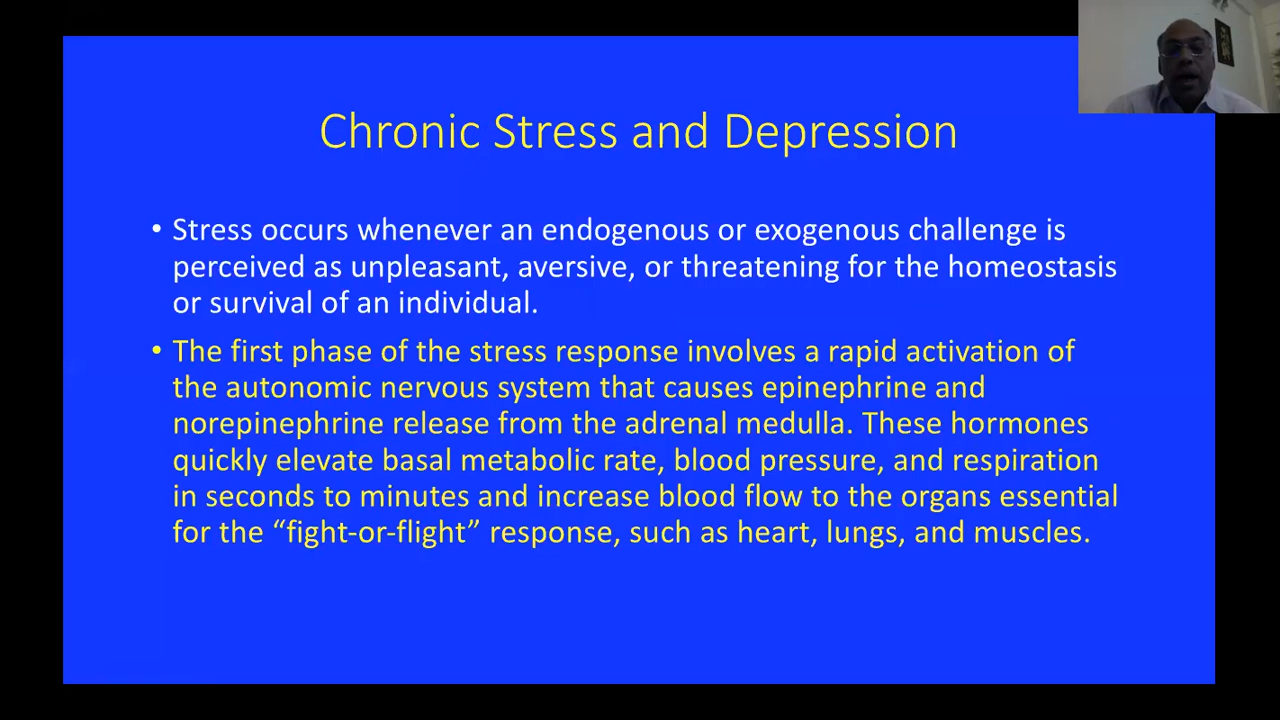 Chronic Stress and Depression
• Stress occurs whenever an endogenous or exogenous challenge is
perceived as unpleasant, aversive, or threatening for the homeostasis
or survival of an individual.
• The first phase of the stress response involves a rapid activation of
the autonomic nervous system that causes epinephrine and
norepinephrine release from the adrenal medulla. These hormones
quickly elevate basal metabolic rate, blood pressure, and respiration
in seconds to minutes and increase blood flow to the organs essential
for the “fight-or-flight” response, such as heart, lungs, and muscles.